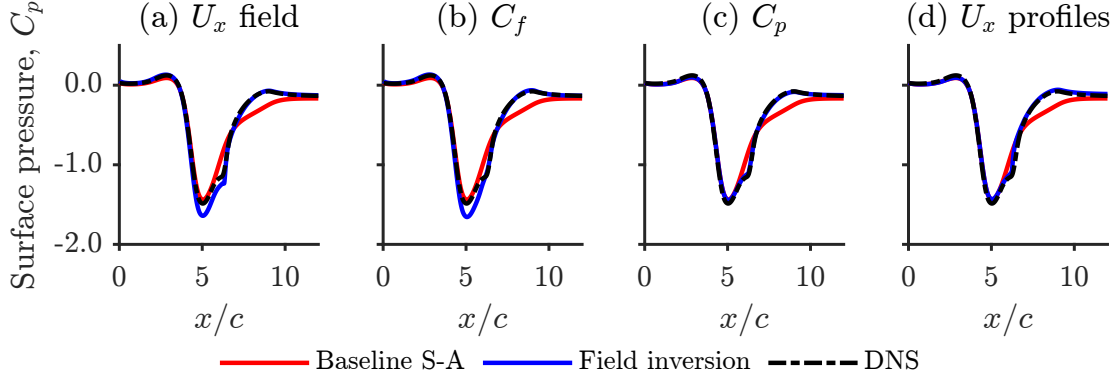 (a) U_x field (b) C_f (c) C_p (d) U_x profiles
Surface pressure, C_p
0.0
-1.0
-2.0
0 5 10 0 5 10 0 5 10 0 5 10
x/c x/c x/c x/c
Baseline S-A Field inversion DNS